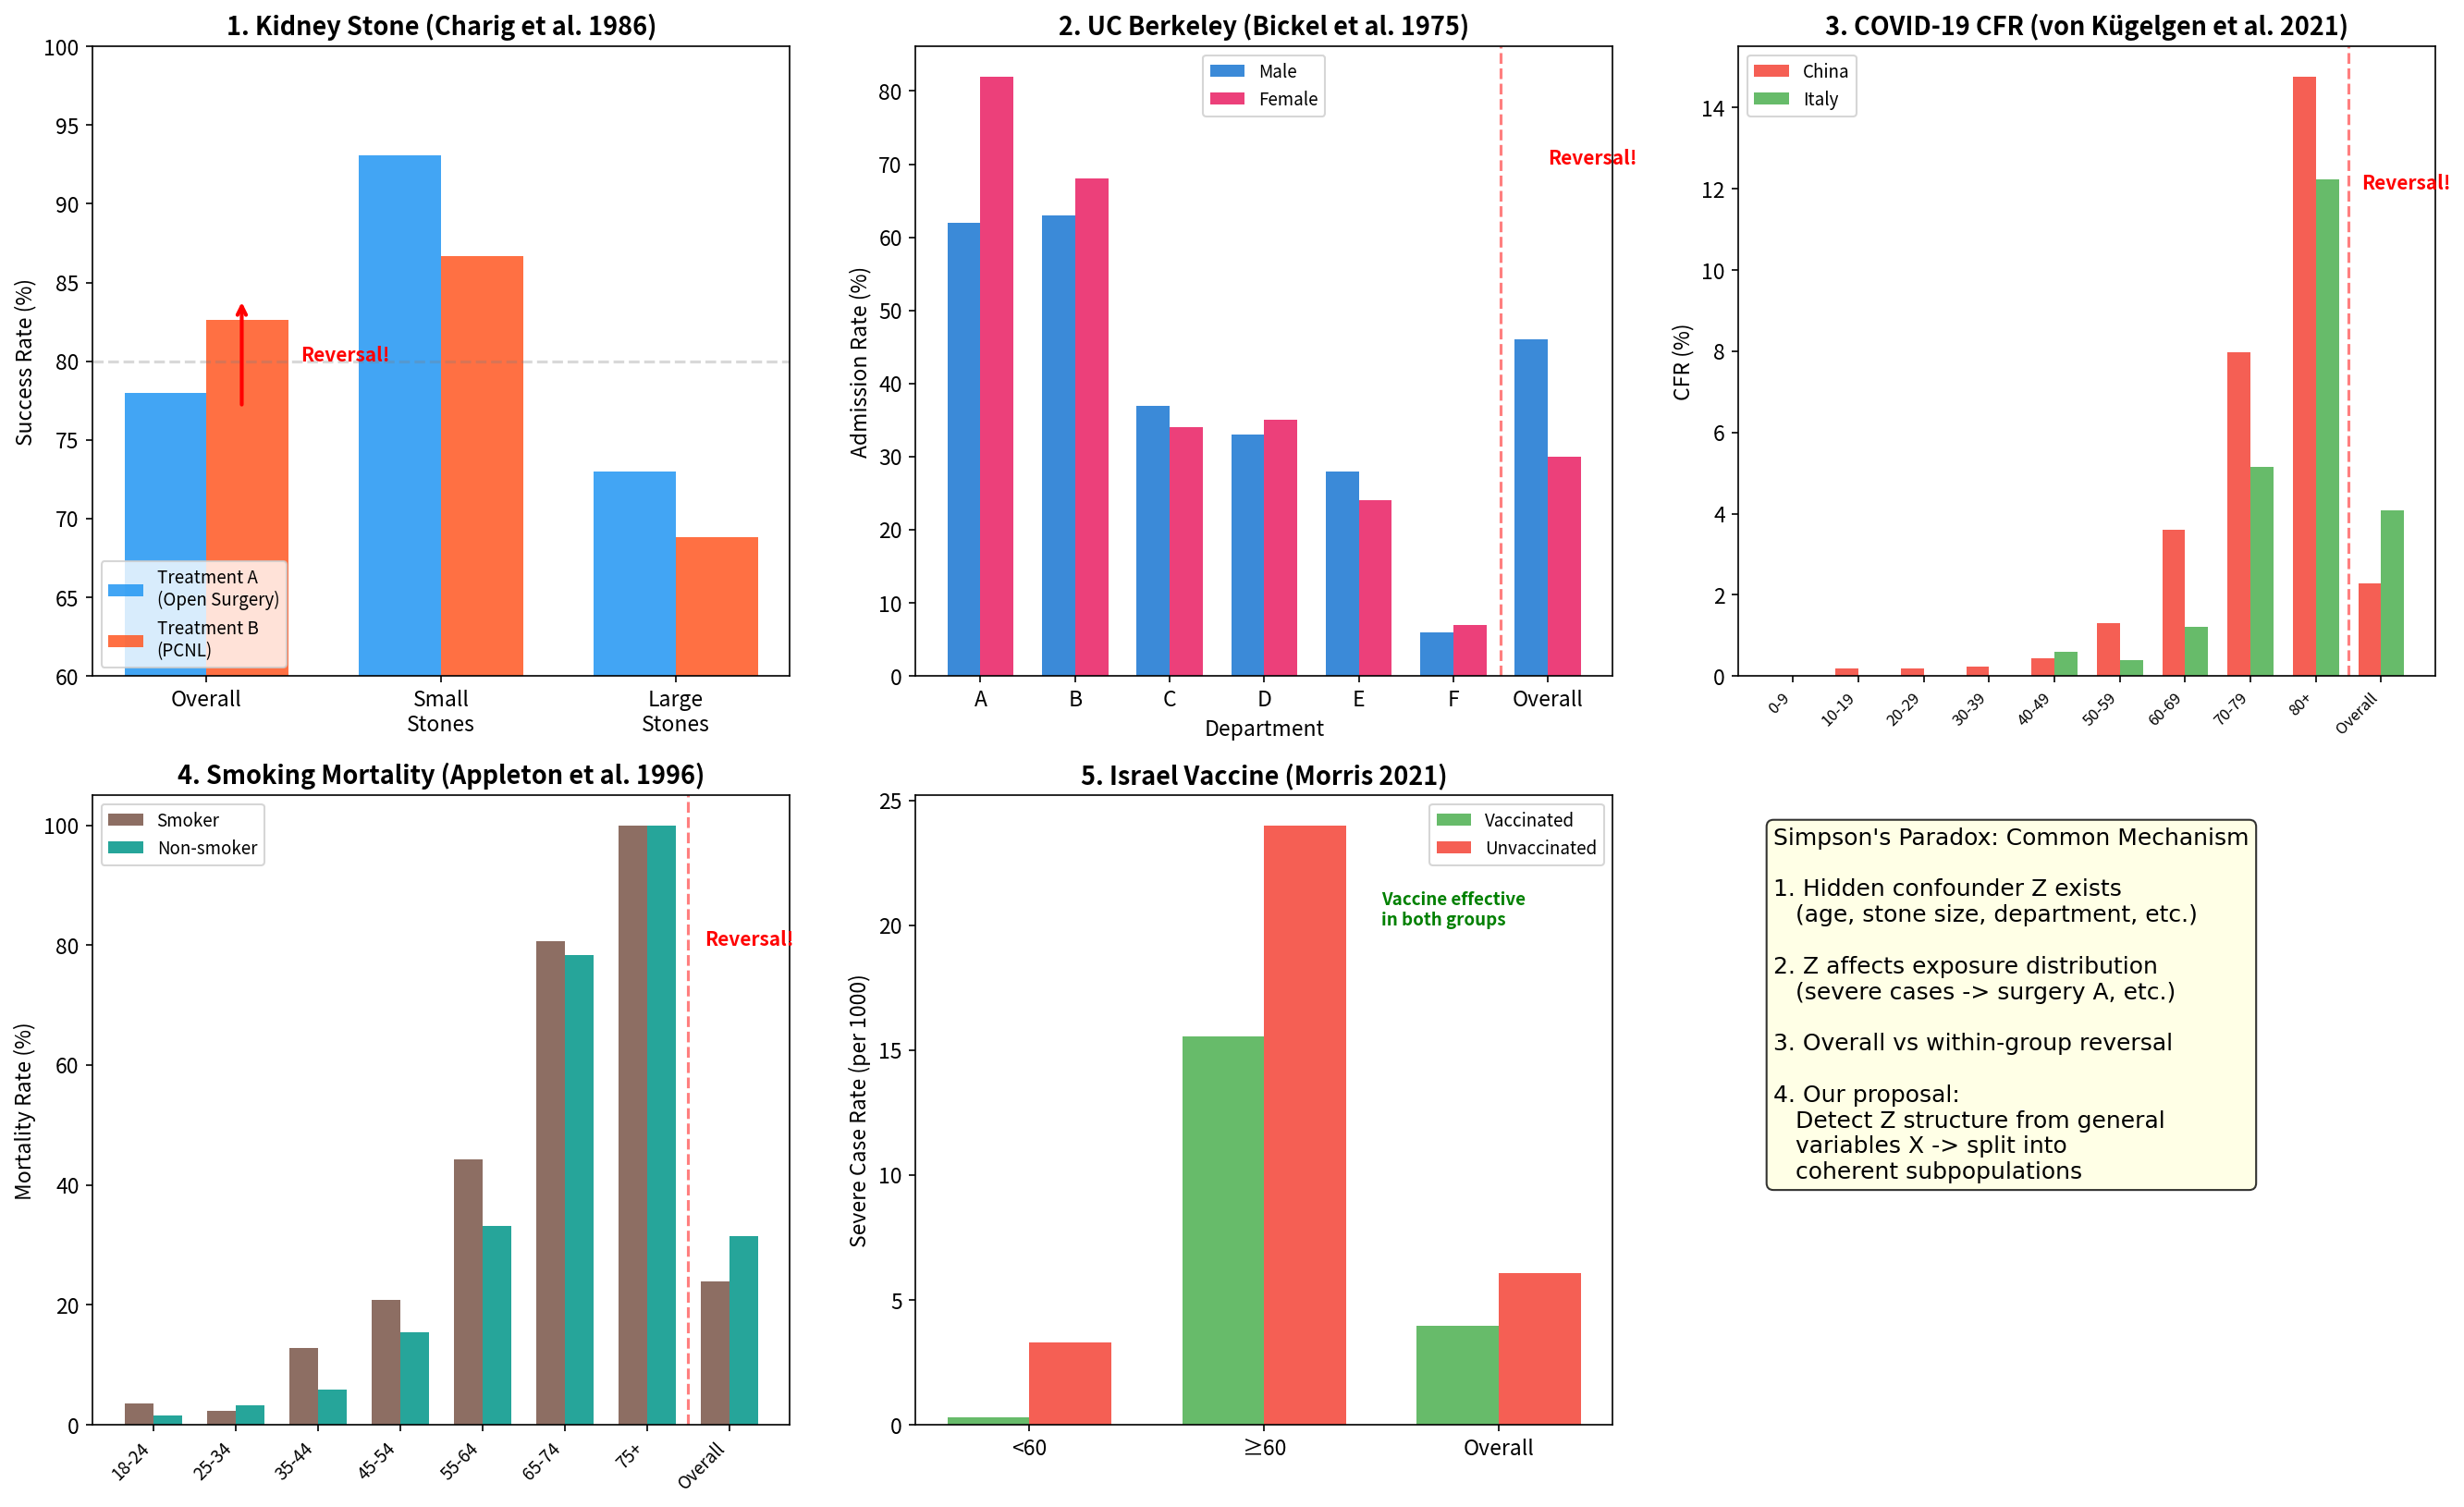 1. Kidney Stone (Charig et al. 1986)
Success Rate (%)
100
95
90
85
80
75
70
65
60
Reversal!
Treatment A
(Open Surgery)
Treatment B
(PCNL)
Overall
Small
Stones
Large
Stones
2. UC Berkeley (Bickel et al. 1975)
Admission Rate (%)
80
70
60
50
40
30
20
10
0
Male
Female
Reversal!
A B C D E F Overall
Department
3. COVID-19 CFR (von Kügelgen et al. 2021)
CFR (%)
14
12
10
8
6
4
2
0
China
Italy
Reversal!
0-9 10-19 20-29 30-39 40-49 50-59 60-69 70-79 80+ Overall
4. Smoking Mortality (Appleton et al. 1996)
Mortality Rate (%)
100
80
60
40
20
0
Smoker
Non-smoker
Reversal!
18-24 25-34 35-44 45-54 55-64 65-74 75+ Overall
5. Israel Vaccine (Morris 2021)
Severe Case Rate (per 1000)
25
20
15
10
5
0
Vaccinated
Unvaccinated
Vaccine effective
in both groups
<60 ≥60 Overall
Simpson's Paradox: Common Mechanism
1. Hidden confounder Z exists
(age, stone size, department, etc.)
2. Z affects exposure distribution
(severe cases -> surgery A, etc.)
3. Overall vs within-group reversal
4. Our proposal:
Detect Z structure from general
variables X -> split into
coherent subpopulations